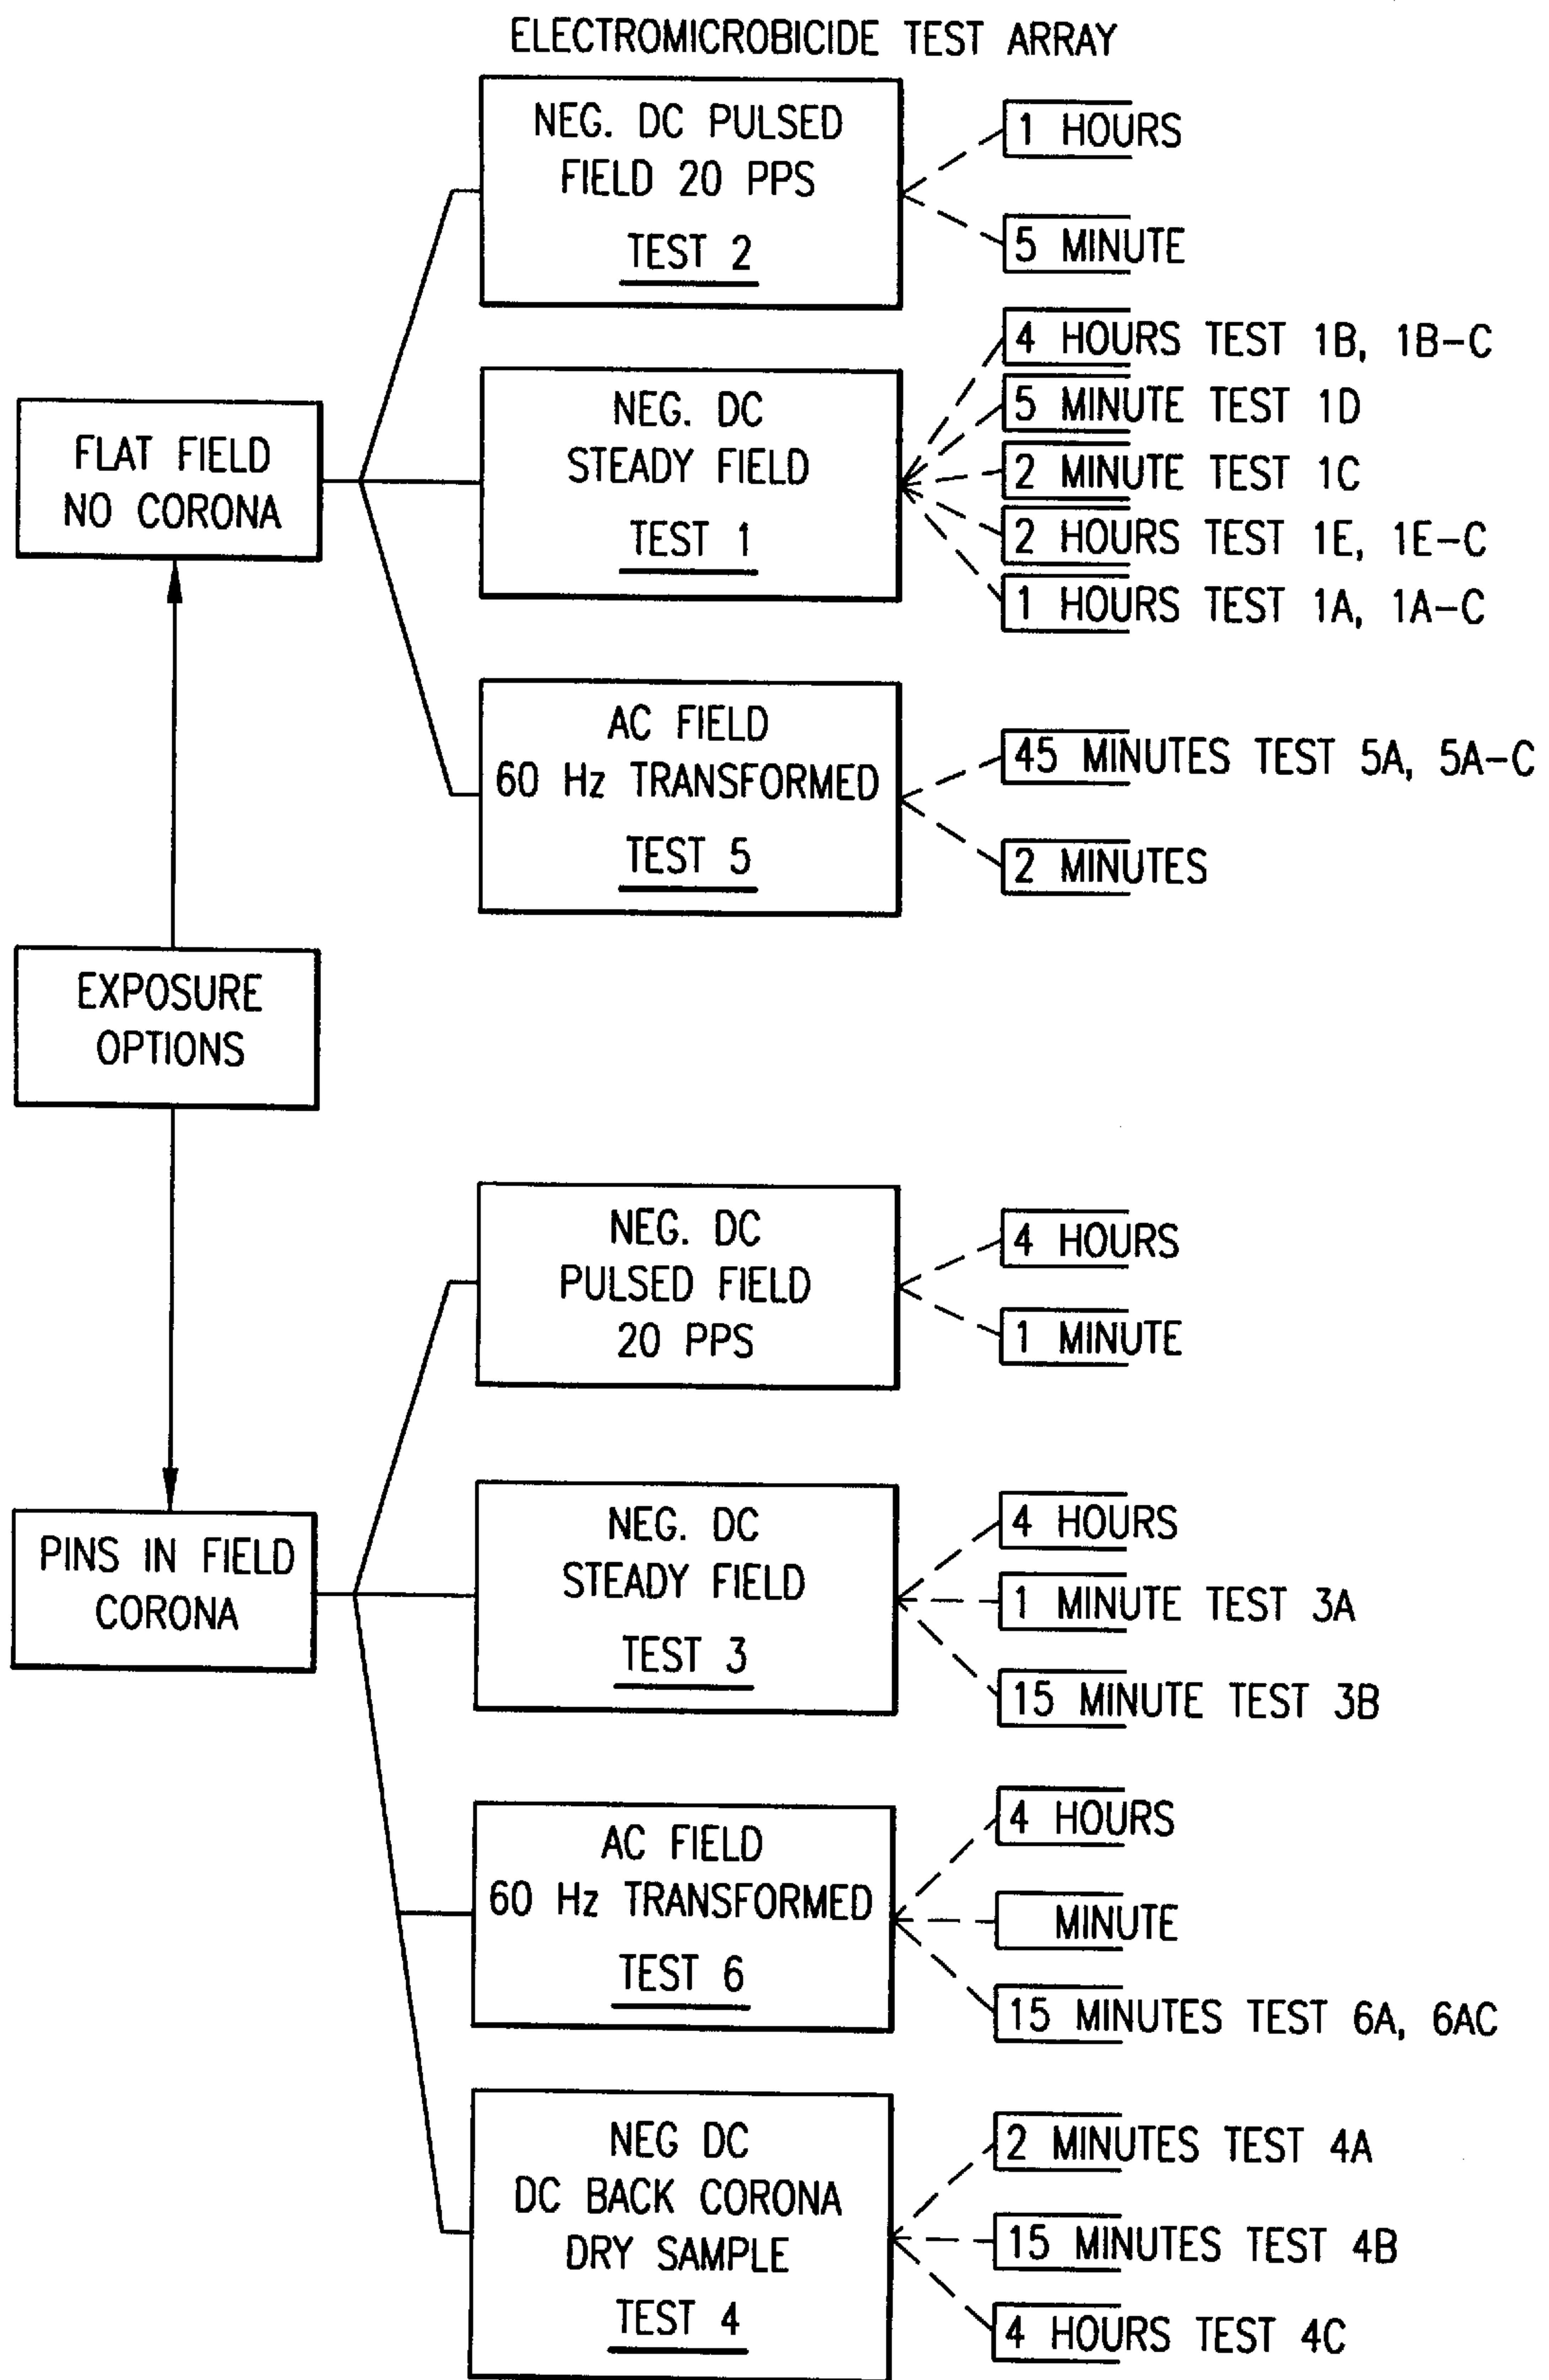 ELECTROMICROBICIDE TEST ARRAY
NEG. DC PULSED
FIELD 20 PPS
TEST 2
1 HOURS
5 MINUTE
FLAT FIELD
NO CORONA
NEG. DC
STEADY FIELD
TEST 1
4 HOURS TEST 1B, 1B-C
5 MINUTE TEST 1D
2 MINUTE TEST 1C
2 HOURS TEST 1E, 1E-C
1 HOURS TEST 1A, 1A-C
AC FIELD
60 Hz TRANSFORMED
TEST 5
45 MINUTES TEST 5A, 5A-C
2 MINUTES
EXPOSURE
OPTIONS
NEG. DC
PULSED FIELD
20 PPS
4 HOURS
1 MINUTE
PINS IN FIELD
CORONA
NEG. DC
STEADY FIELD
TEST 3
4 HOURS
1 MINUTE TEST 3A
15 MINUTE TEST 3B
AC FIELD
60 Hz TRANSFORMED
TEST 6
4 HOURS
MINUTE
15 MINUTES TEST 6A, 6AC
NEG DC
DC BACK CORONA
DRY SAMPLE
TEST 4
2 MINUTES TEST 4A
15 MINUTES TEST 4B
4 HOURS TEST 4C